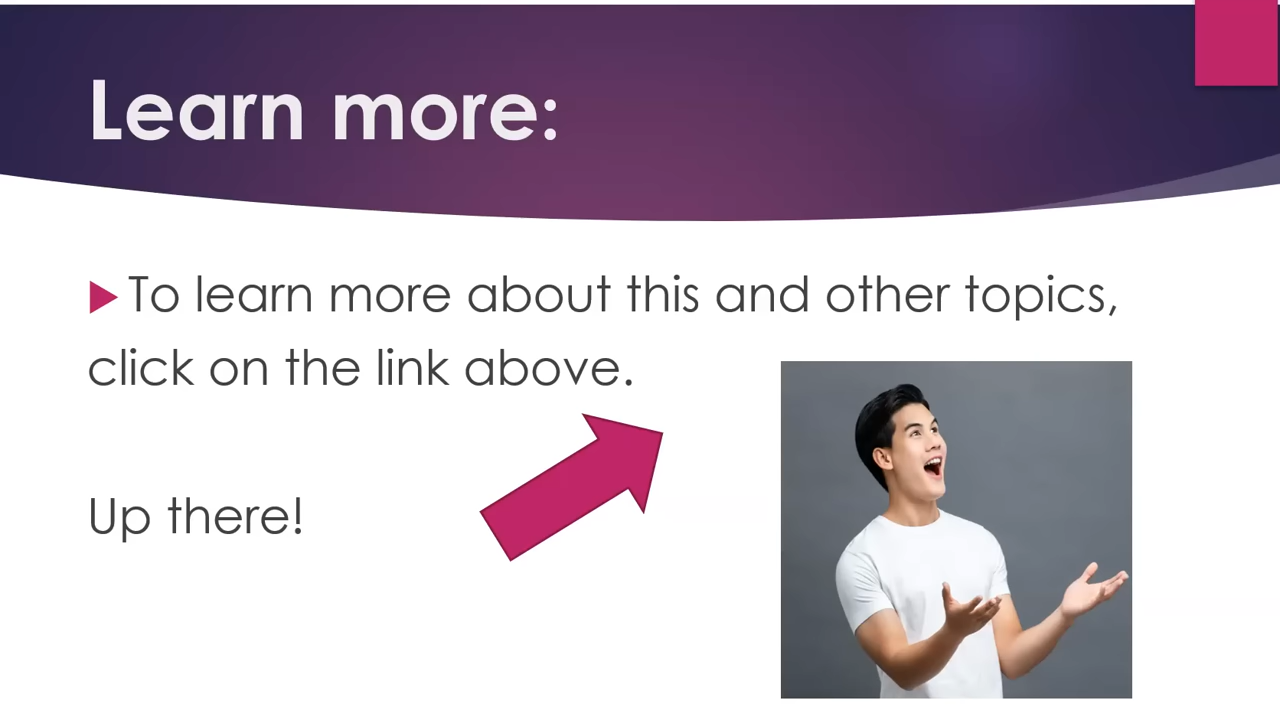 Learn more:
To learn more about this and other topics,
click on the link above.
Up there!